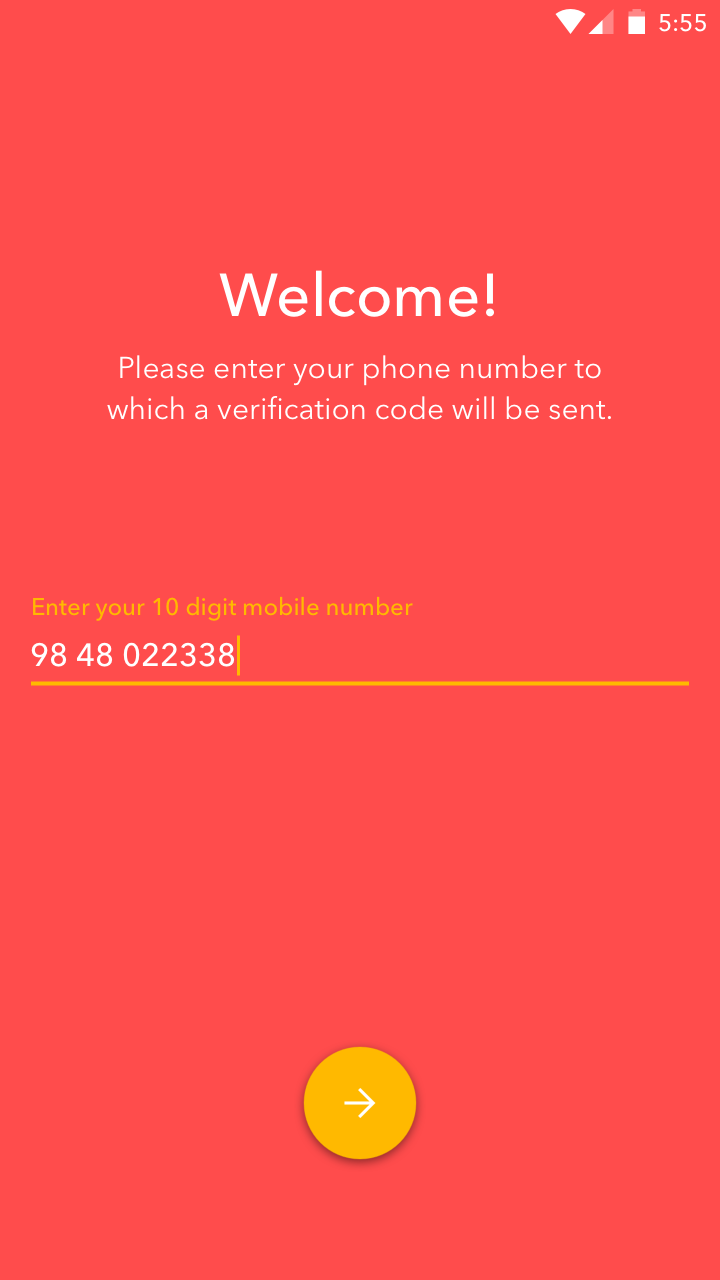 5:55
Welcome!
Please enter your phone number to
which a verification code will be sent.
Enter your 10 digit mobile number
98 48 022338